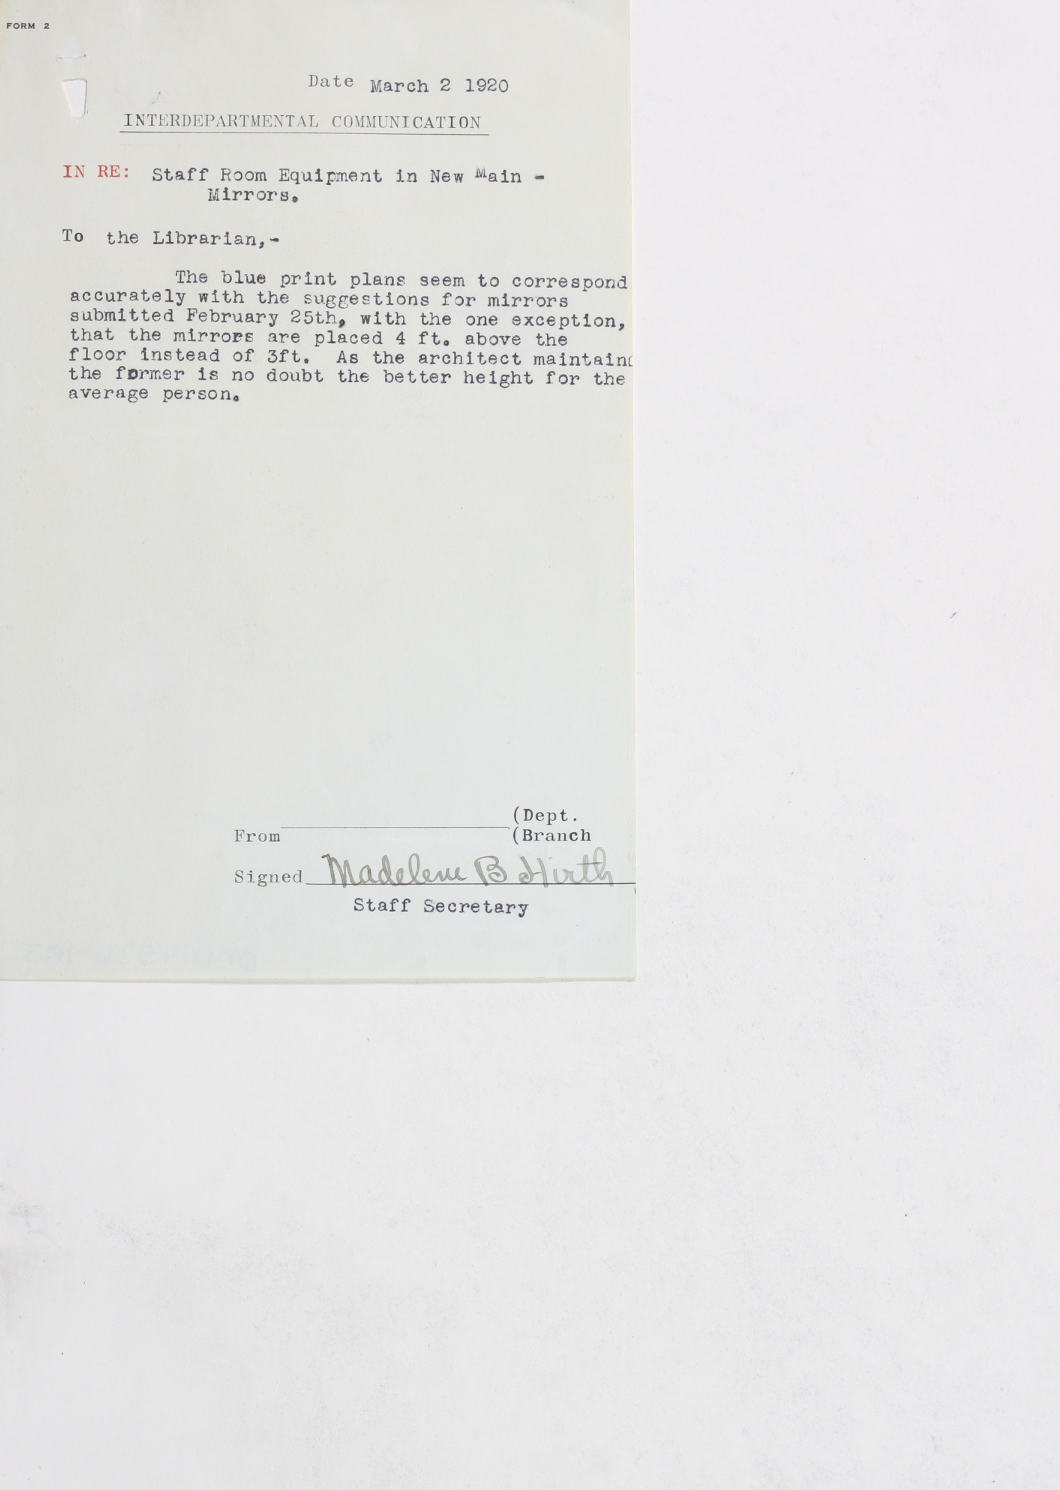 FORM 2
Date March 2 1920
INTERDEPARTMENTAL COMMUNICATION
IN RE: Staff Room Equipment in New Main -
Mirrors.
To the Librarian,-
The blue print plans seem to correspond
accurately with the suggestions for mirrors
submitted February 25th, with the one exception,
that the mirrors are placed 4 ft. above the
floor instead of 3ft. As the architect maintains
the former is no doubt the better height for the
average person.
(Dept.
From (Branch
Signed Madelene B Hirth
Staff Secretary